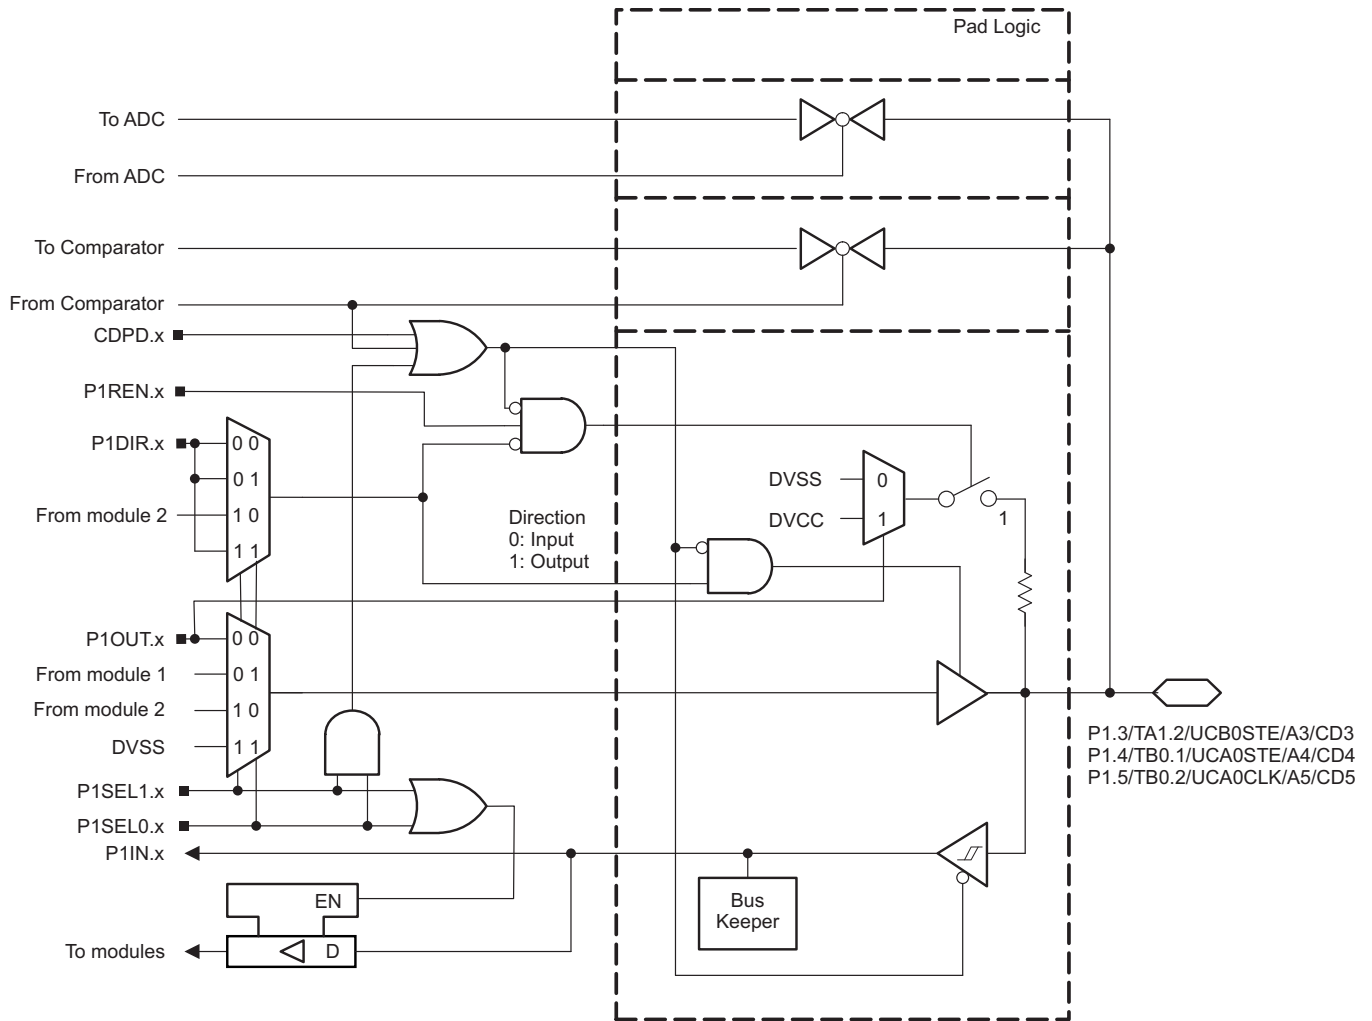 Pad Logic
To ADC
From ADC
To Comparator
From Comparator
CDPD.x
P1REN.x
P1DIR.x
0 0
0 1
From module 2
1 0
1 1
Direction
0: Input
1: Output
DVSS
0
DVCC
1
1
P1OUT.x
0 0
From module 1
0 1
From module 2
1 0
DVSS
1 1
P1.3/TA1.2/UCB0STE/A3/CD3
P1.4/TB0.1/UCA0STE/A4/CD4
P1.5/TB0.2/UCA0CLK/A5/CD5
P1SEL1.x
P1SEL0.x
P1IN.x
EN
Bus
Keeper
To modules
D